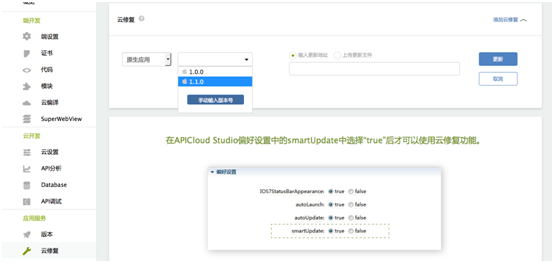 端开发
端设置
证书
代码
模块
云编译
SuperWebView
云开发
云设置
API分析
Database
API调试
应用服务
版本
云修复
云修复
添加云修复
原生应用
1.0.0
1.1.0
手动输入版本号
输入更新地址
上传更新文件
更新
取消
在APICloud Studio偏好设置中的smartUpdate中选择“true”后才可以使用云修复功能。
偏好设置
IOS7StatusBarAppearance: true false
autoLaunch: true false
autoUpdate: true false
smartUpdate: true false